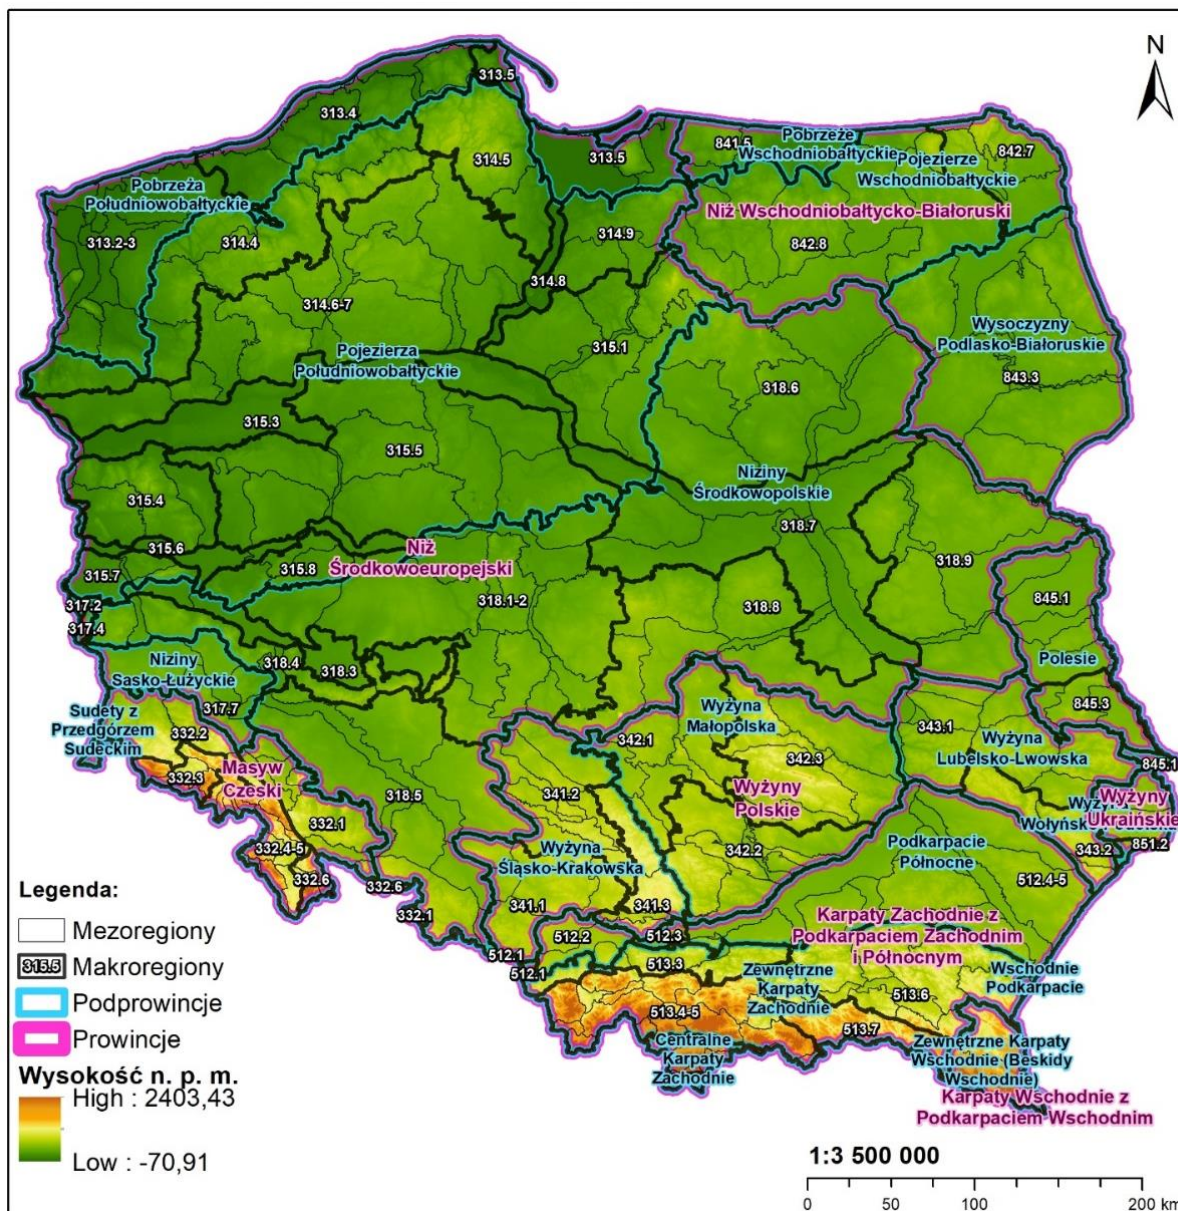 N
313.5
313.4
314.5
313.5
841.5
Pobrzeże
Wschodniobałtyckie
842.7
Pojezierze
Wschodniobałtyckie
Pobrzeża
Południowobałtyckie
Niż Wschodniobałtycko-Białoruski
313.2-3
314.4
314.9
842.8
314.8
314.6-7
Wysoczyzny
Podlasko-Białoruskie
315.1
Pojezierza
Południowobałtyckie
318.6
843.3
315.3
315.5
Niziny
Środkowopolskie
315.4
318.7
315.6
Niż
Środkowoeuropejski
315.7
315.8
318.9
845.1
317.2
318.1-2
318.8
317.4
Polesie
Niziny
Sasko-Łużyckie
318.4
318.3
845.3
317.7
Sudety z
Przedgórzem
Sudeckim
332.2
Wyżyna
Małopolska
343.1
342.1
Wyżyna
Lubelsko-Lwowska
342.3
845.1
332.3
Masyw
Czeski
341.2
Wyżyny
Polskie
Wyżyny
Ukraińskie
318.5
332.1
342.2
Podkarpacie
Północne
343.2
851.2
332.4-5
Wyżyna
Śląsko-Krakowska
332.6
512.4-5
332.6
341.1
341.3
332.1
Karpaty Zachodnie z
Podkarpaciem Zachodnim
i Północnym
512.2
512.3
512.1
512.1
513.3
Zewnętrzne
Karpaty
Zachodnie
Wschodnie
Podkarpacie
513.6
513.4-5
513.7
Centralne
Karpaty
Zachodnie
Zewnętrzne Karpaty
Wschodnie (Beskidy
Wschodnie)
Karpaty Wschodnie z
Podkarpaciem Wschodnim
Legenda:
Mezoregiony
315.5 Makroregiony
Podprowincje
Prowincje
Wysokość n. p. m.
High : 2403,43
Low : -70,91
1:3 500 000
0 50 100 200 km